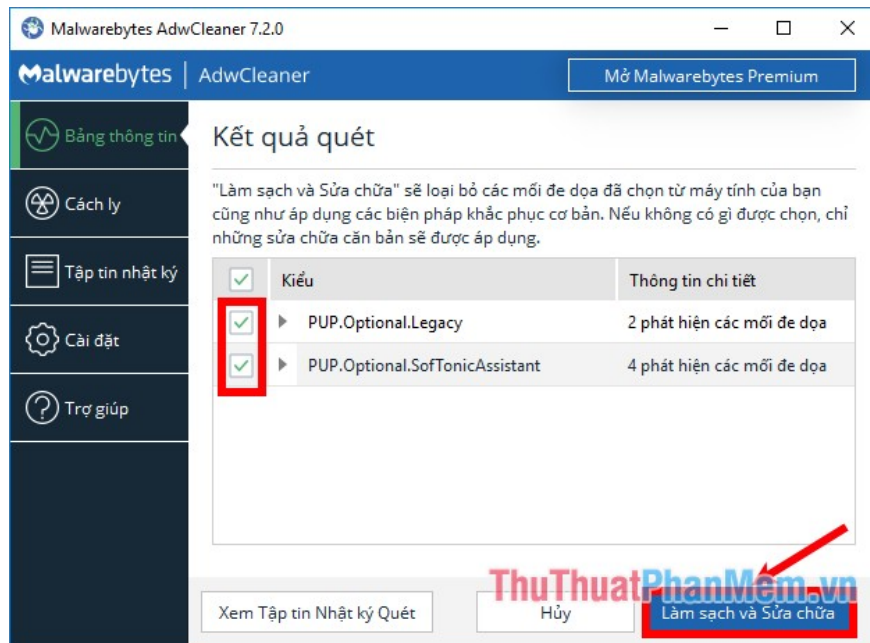 Malwarebytes AdwCleaner 7.2.0
Malwarebytes | AdwCleaner
Mở Malwarebytes Premium
Bảng thông tin
Cách ly
Tập tin nhật ký
Cài đặt
Trợ giúp
Kết quả quét
"Làm sạch và Sửa chữa" sẽ loại bỏ các mối đe dọa đã chọn từ máy tính của bạn
cũng như áp dụng các biện pháp khắc phục cơ bản. Nếu không có gì được chọn, chỉ
những sửa chữa căn bản sẽ được áp dụng.
Kiểu Thông tin chi tiết
PUP.Optional.Legacy 2 phát hiện các mối đe dọa
PUP.Optional.SofTonicAssistant 4 phát hiện các mối đe dọa
ThuThuatPhanMem.vn
Xem Tập tin Nhật ký Quét Hủy Làm sạch và Sửa chữa